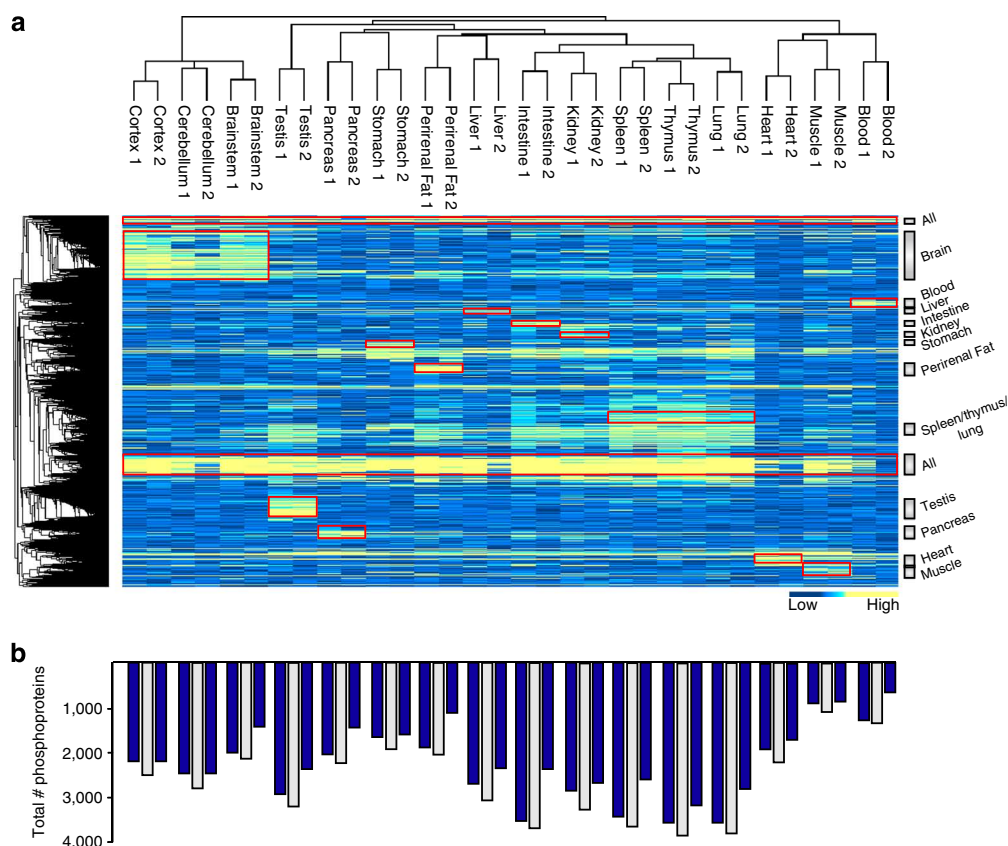 a
Cortex 1
Cortex 2
Cerebellum 1
Cerebellum 2
Brainstem 1
Brainstem 2
Testis 1
Testis 2
Pancreas 1
Pancreas 2
Stomach 1
Stomach 2
Perirenal Fat 1
Perirenal Fat 2
Liver 1
Liver 2
Intestine 1
Intestine 2
Kidney 1
Kidney 2
Spleen 1
Spleen 2
Thymus 1
Thymus 2
Lung 1
Lung 2
Heart 1
Heart 2
Muscle 1
Muscle 2
Blood 1
Blood 2
All
Brain
Blood
Liver
Intestine
Kidney
Stomach
Perirenal Fat
Spleen/thymus/
lung
All
Testis
Pancreas
Heart
Muscle
Low High
b
Total # phosphoproteins
1,000
2,000
3,000
4,000